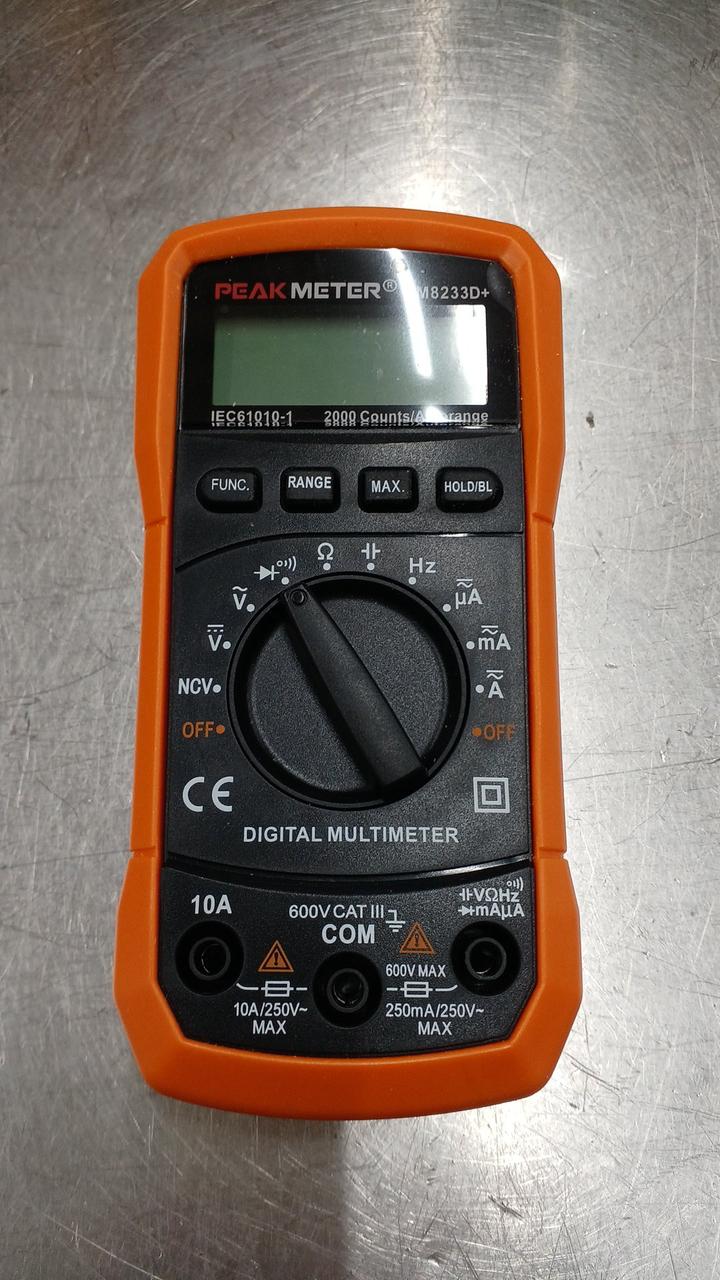 PEAKMETER® M8233D+
IEC61010-1 2000 Counts/
FUNC. RANGE MAX. HOLD/BL
Ω Hz
Ṽ μA
V mA
NCV A
OFF OFF
CE
DIGITAL MULTIMETER
10A 600V CAT III VΩHz
COM mAμA
600V MAX
10A/250V~ 250mA/250V~
MAX MAX